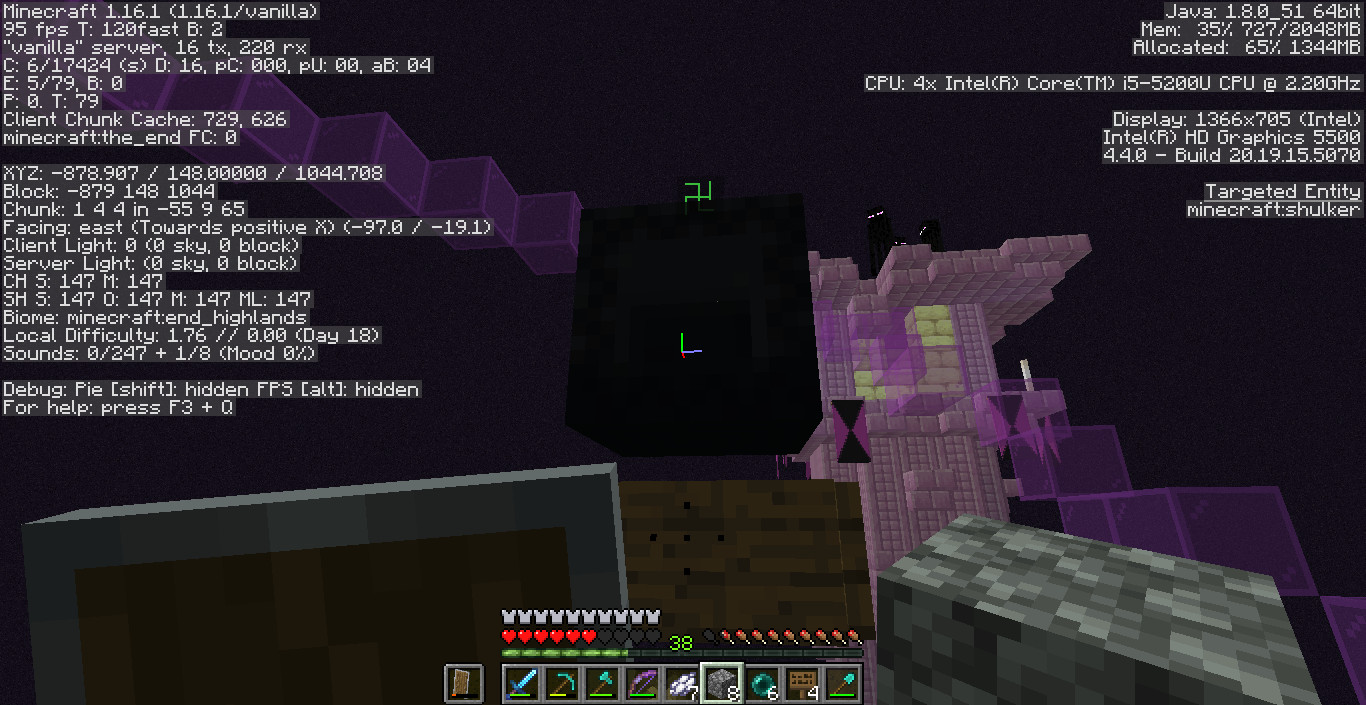 Minecraft 1.16.1 (1.16.1/vanilla)
95 fps T: 120fast B: 2
"vanilla" server, 16 tx, 220 rx
C: 6/17424 (s) D: 16, pC: 000, pU: 00, aB: 04
E: 5/79, B: 0
P: 0. T: 79
Client Chunk Cache: 729, 626
minecraft:the_end FC: 0
XYZ: -878.907 / 148.00000 / 1044.708
Block: -879 148 1044
Chunk: 1 4 4 in -55 9 65
Facing: east (Towards positive X) (-97.0 / -19.1)
Client Light: 0 (0 sky, 0 block)
Server Light: (0 sky, 0 block)
CH S: 147 M: 147
SH S: 147 O: 147 M: 147 ML: 147
Biome: minecraft:end_highlands
Local Difficulty: 1.76 // 0.00 (Day 18)
Sounds: 0/247 + 1/8 (Mood 0%)
Debug: Pie [shift]: hidden FPS [alt]: hidden
For help: press F3 + Q
Java: 1.8.0_51 64bit
Mem: 35% 727/2048MB
Allocated: 65% 1344MB
CPU: 4x Intel(R) Core(TM) i5-5200U CPU @ 2.20GHz
Display: 1366x705 (Intel)
Intel(R) HD Graphics 5500
4.4.0 - Build 20.19.15.5070
Targeted Entity
minecraft:shulker
38
7 8 6 4